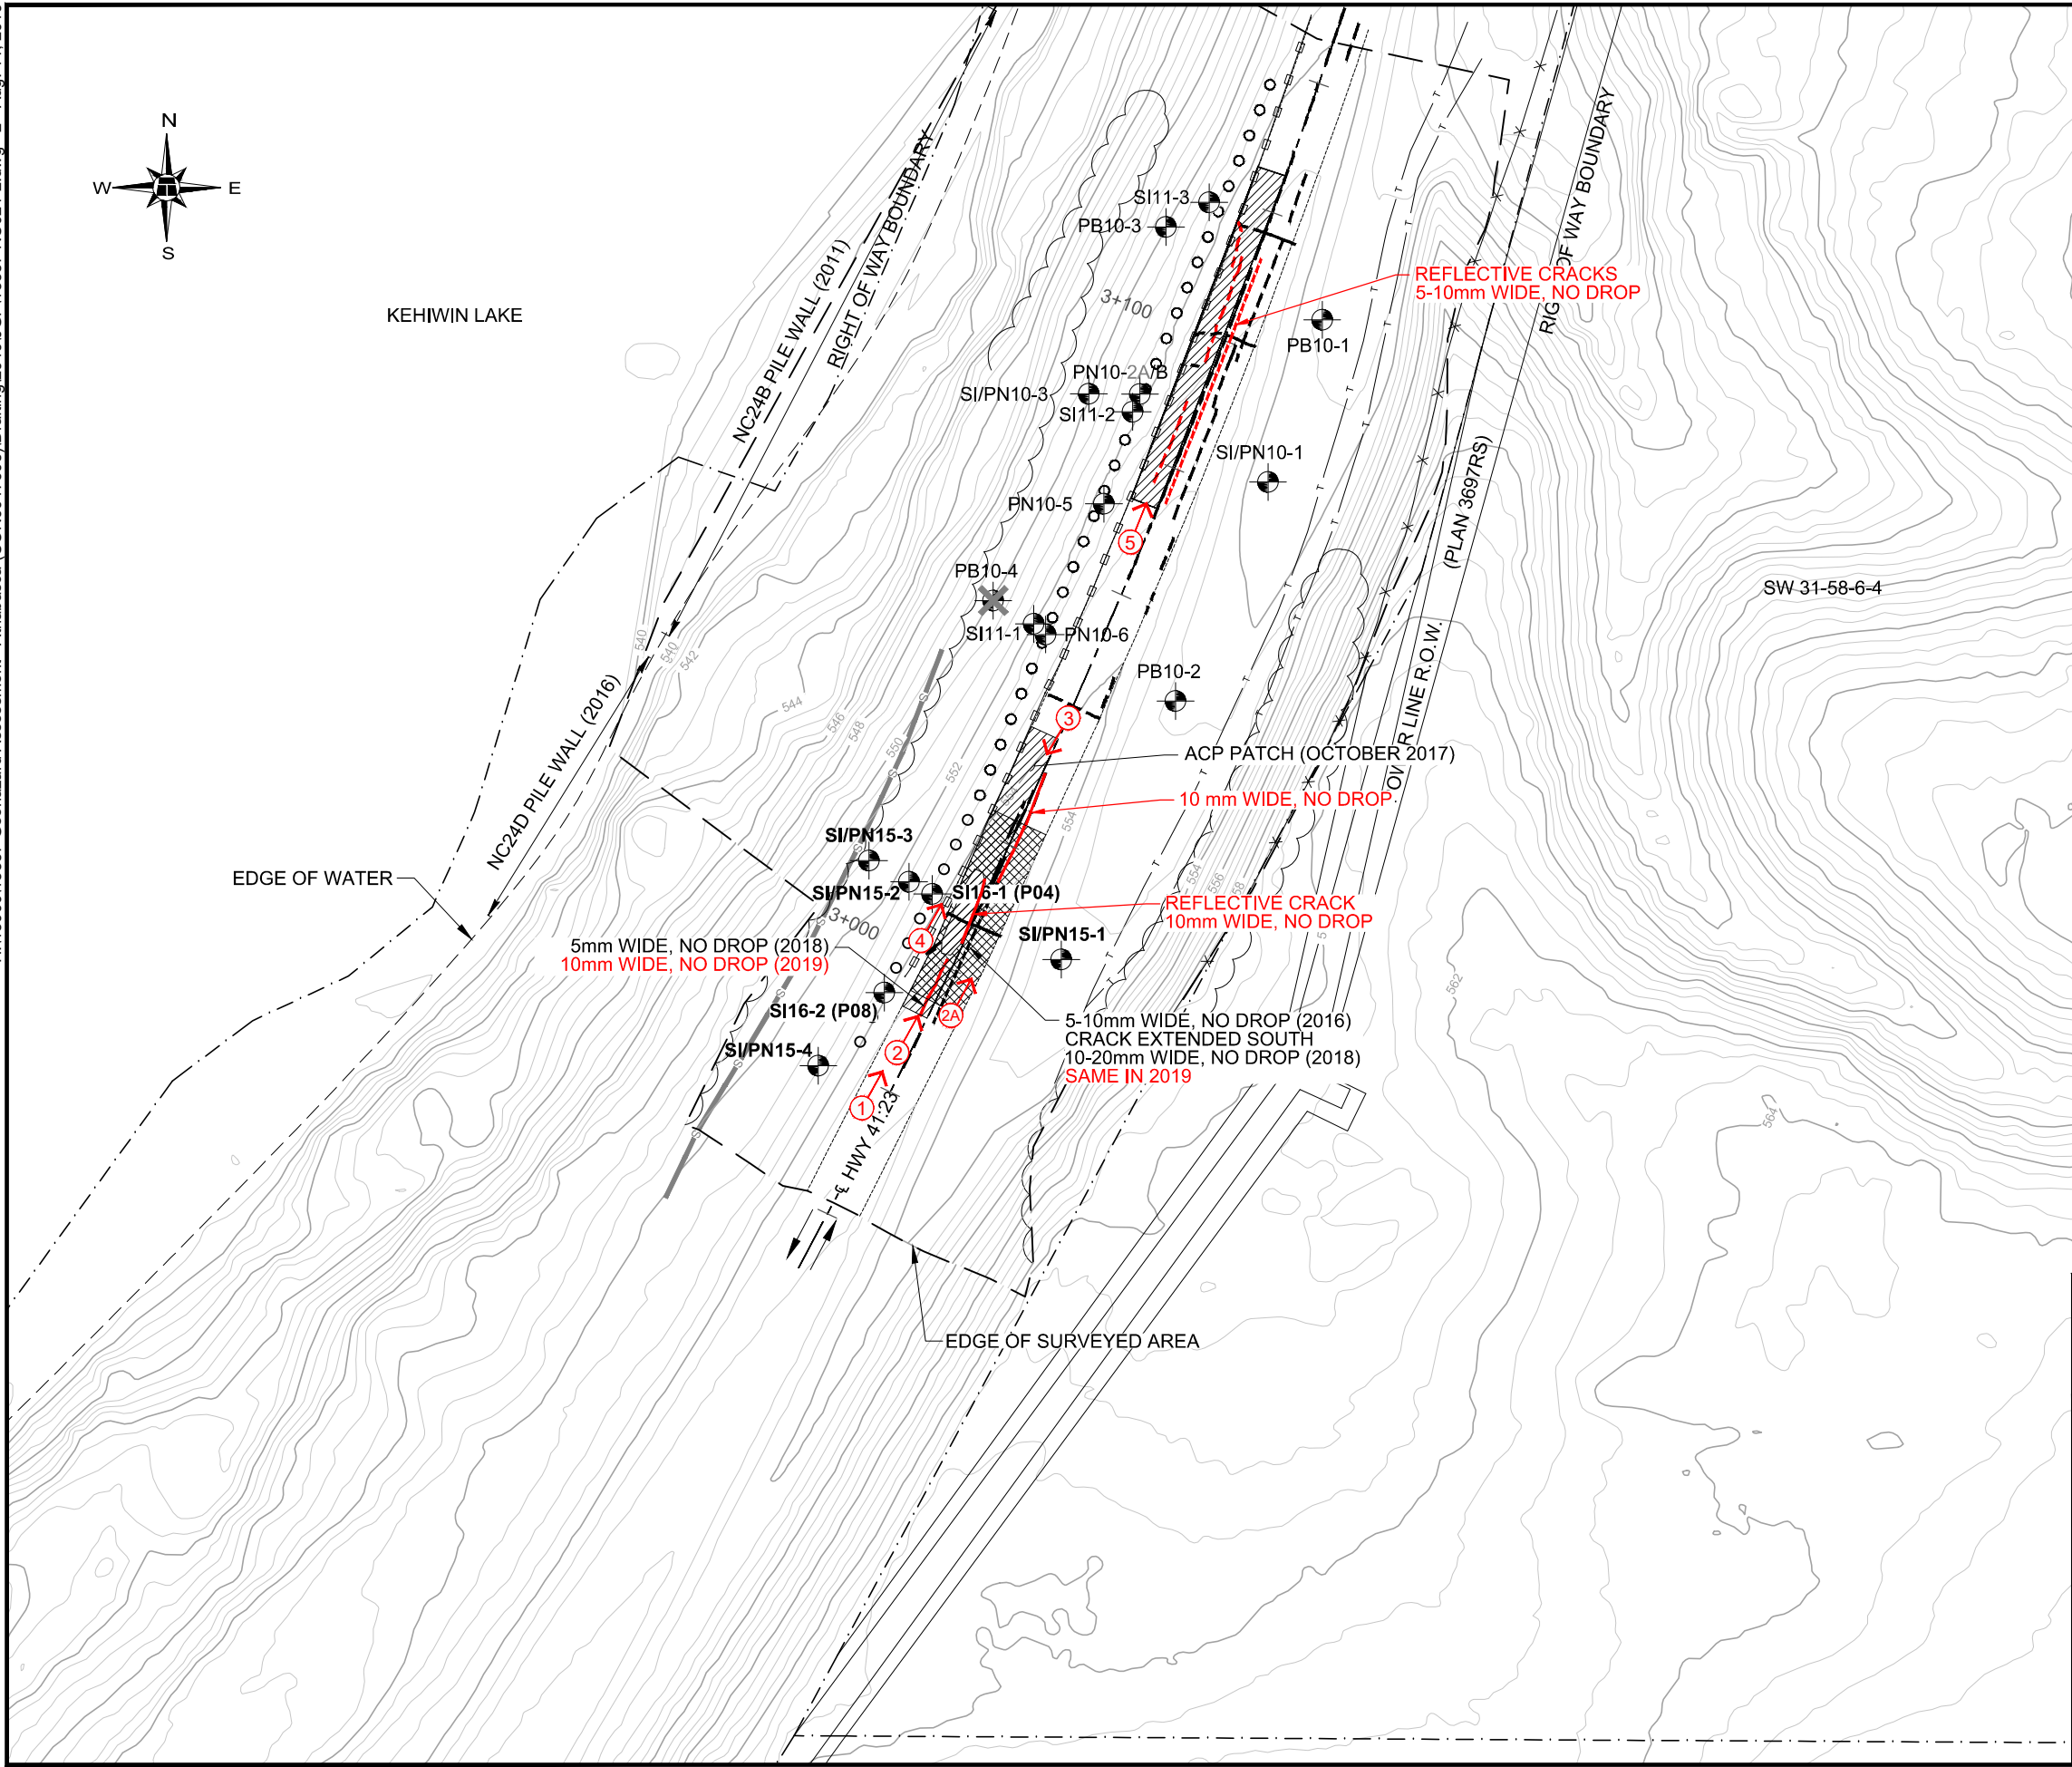 N
W E
S
KEHIWIN LAKE
NC24B PILE WALL (2011)
RIGHT OF WAY BOUNDARY
SI11-3
PB10-3
3+100
REFLECTIVE CRACKS
5-10mm WIDE, NO DROP
RIGHT OF WAY BOUNDARY
PB10-1
PN10-2A/B
SI/PN10-3
SI11-2
SI/PN10-1
PN10-5
5
(PLAN 3697RS)
PB10-4
SW 31-58-6-4
SI11-1
PN10-6
540
540
542
544
546
548
550
552
554
PB10-2
3
NC24D PILE WALL (2016)
LINE R.O.W.
ACP PATCH (OCTOBER 2017)
10 mm WIDE, NO DROP
SI/PN15-3
EDGE OF WATER
SI/PN15-2
SI16-1 (P04)
554
556
558
REFLECTIVE CRACK
10mm WIDE, NO DROP
3+000
4
SI/PN15-1
5mm WIDE, NO DROP (2018)
10mm WIDE, NO DROP (2019)
562
SI16-2 (P08)
2A
5-10mm WIDE, NO DROP (2016)
CRACK EXTENDED SOUTH
10-20mm WIDE, NO DROP (2018)
SAME IN 2019
SI/PN15-4
2
1
564
HWY 41:23
EDGE OF SURVEYED AREA